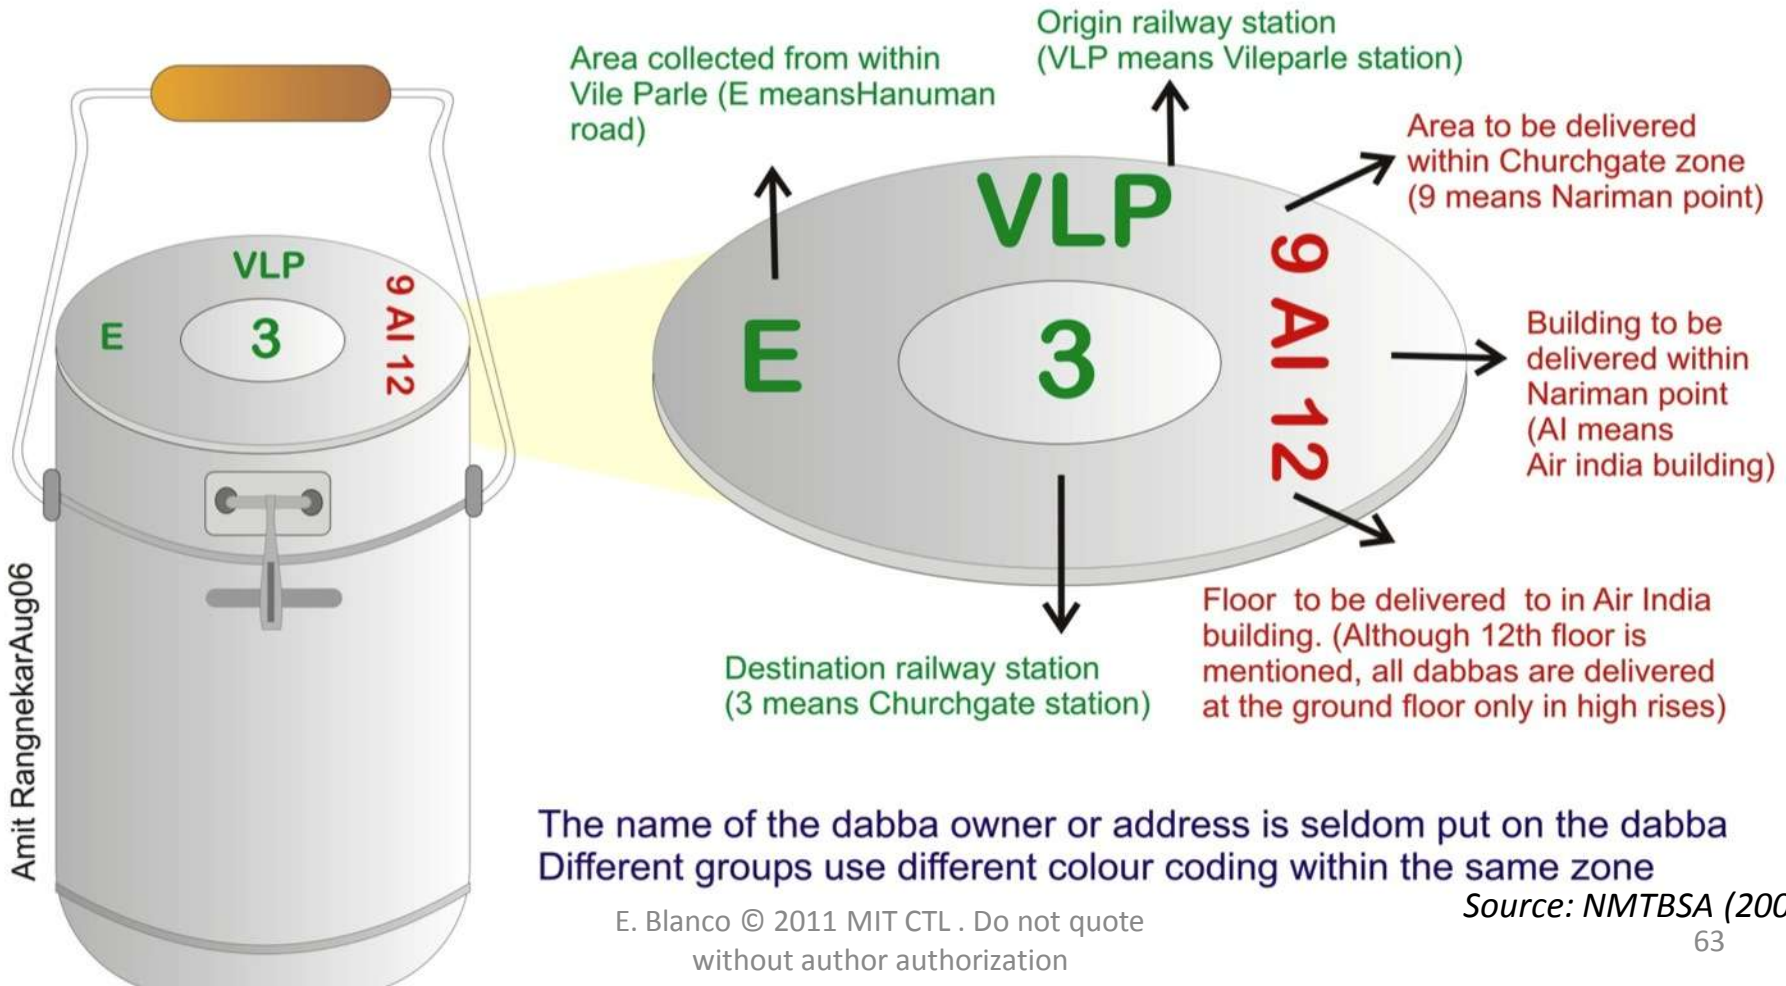 Area collected from within
Vile Parle (E meansHanuman
road)
Origin railway station
(VLP means Vileparle station)
Area to be delivered
within Churchgate zone
(9 means Nariman point)
VLP
E
3
9 AI 12
VLP
E
3
9 AI 12
Building to be
delivered within
Nariman point
(AI means
Air india building)
Destination railway station
(3 means Churchgate station)
Floor to be delivered to in Air India
building. (Although 12th floor is
mentioned, all dabbas are delivered
at the ground floor only in high rises)
Amit RangnekarAug06
The name of the dabba owner or address is seldom put on the dabba
Different groups use different colour coding within the same zone
Source: NMTBSA (200
E. Blanco © 2011 MIT CTL . Do not quote
without author authorization
63